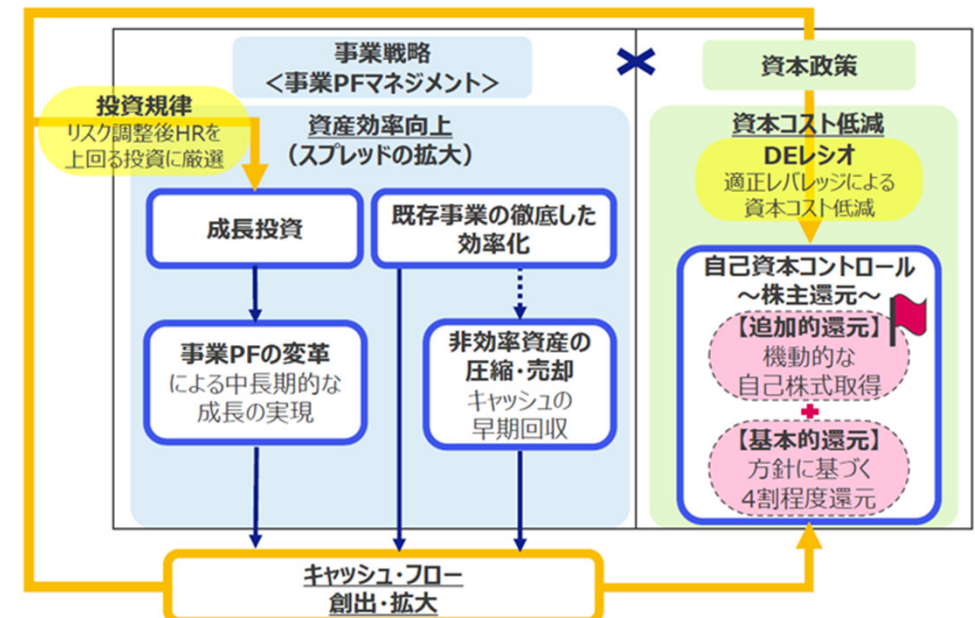 事業戦略
<事業PFマネジメント>
資本政策
投資規律
リスク調整後HRを
上回る投資に厳選
資産効率向上
（スプレッドの拡大）
成長投資
既存事業の徹底した
効率化
事業PFの変革
による中長期的な
成長の実現
非効率資産の
圧縮・売却
キャッシュの
早期回収
資本コスト低減
DEレシオ
適正レバレッジによる
資本コスト低減
自己資本コントロール
～株主還元～
【追加的還元】
機動的な
自己株式取得
【基本的還元】
方針に基づく
4割程度還元
キャッシュ・フロー
創出・拡大